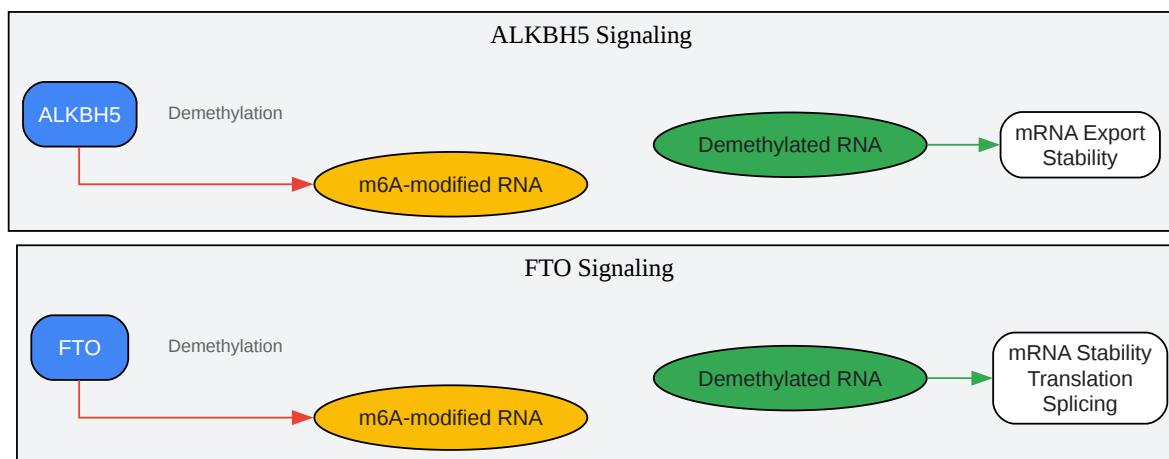 ALKBH5 Signaling
ALKBH5
Demethylation
m6A-modified RNA
Demethylated RNA
mRNA Export
Stability
FTO Signaling
FTO
Demethylation
m6A-modified RNA
Demethylated RNA
mRNA Stability
Translation
Splicing